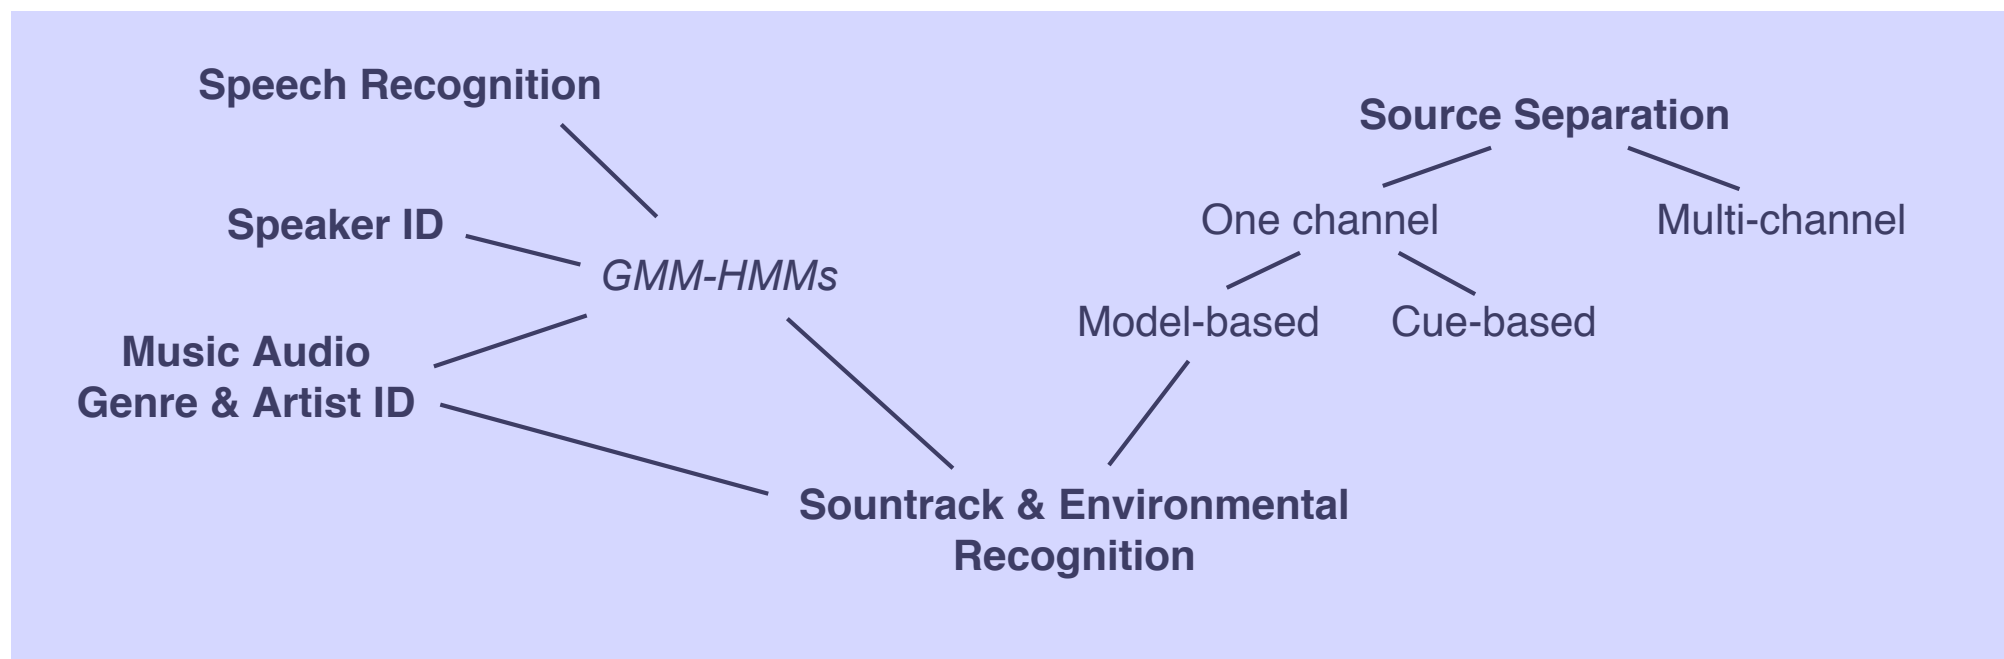 Speech Recognition
Source Separation
Speaker ID
One channel
Multi-channel
GMM-HMMs
Model-based
Cue-based
Music Audio
Genre & Artist ID
Sountrack & Environmental
Recognition